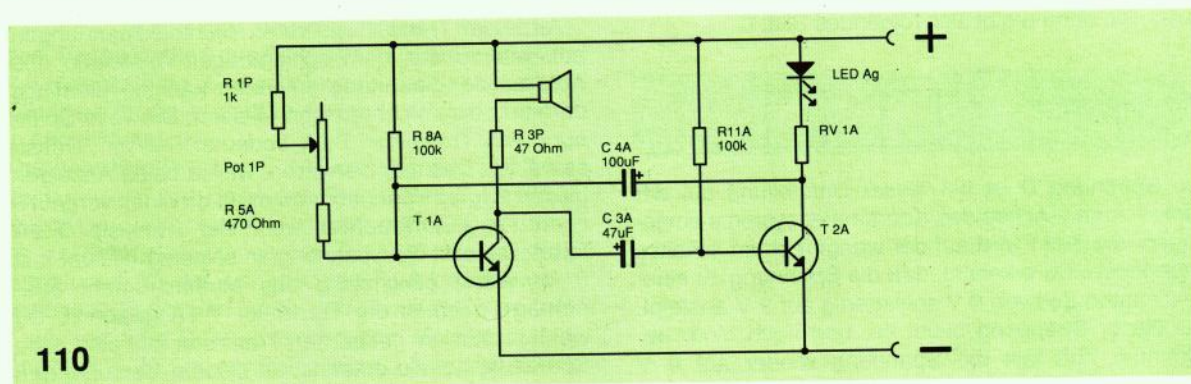 +
LED Ag
R 1P
1k
R 8A
100k
R 3P
47 Ohm
C 4A
100uF
R11A
100k
RV 1A
Pot 1P
R 5A
470 Ohm
T 1A
C 3A
47uF
T 2A
+
+
110
−